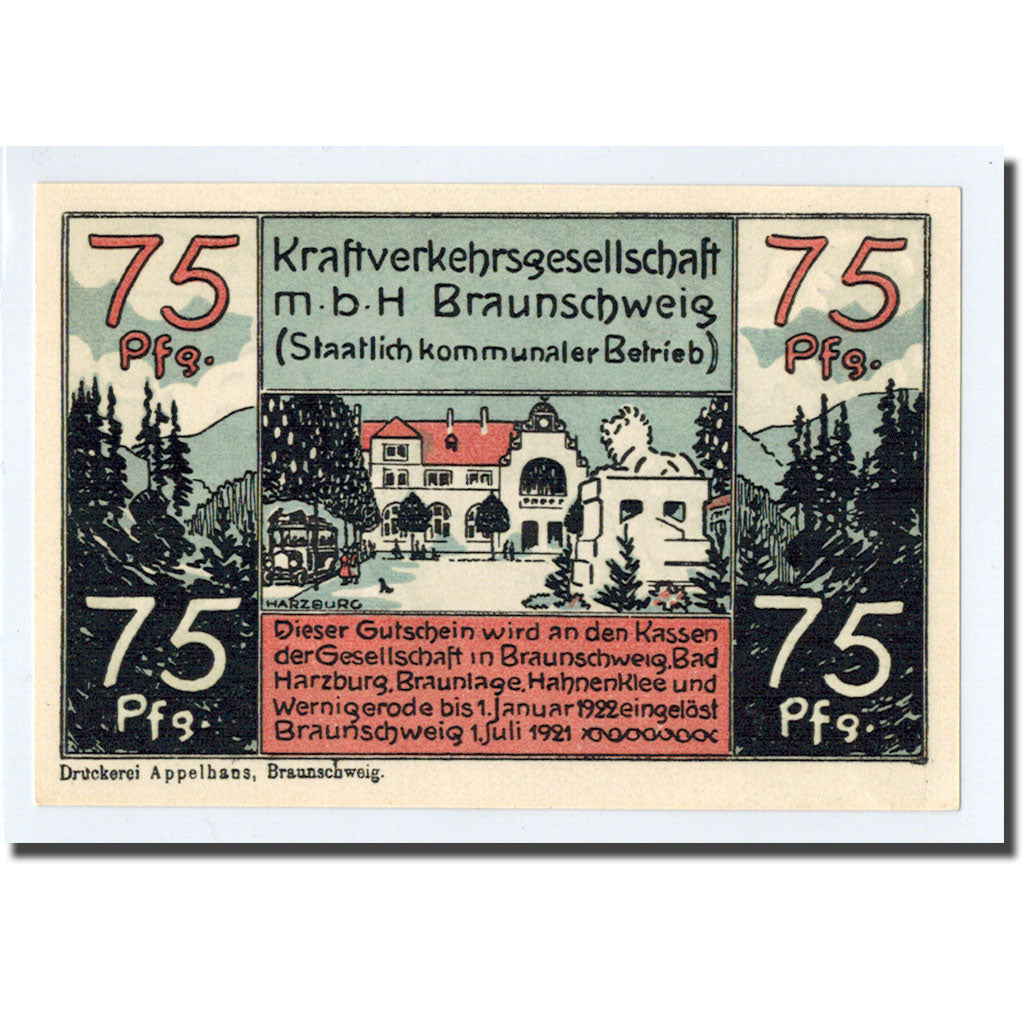 75 Pfg.
Kraftverkehrsgesellschaft
m.b.H Braunschweig
(Staatlich kommunaler Betrieb)
75 Pfg.
HARZBURG
75 Pfg.
Dieser Gutschein wird an den Kassen
der Gesellschaft in Braunschweig, Bad
Harzburg, Braunlage, Hahnenklee und
Wernigerode bis 1. Januar 1922 eingelöst
Braunschweig 1. Juli 1921
75 Pfg.
Druckerei Appelhans, Braunschweig.